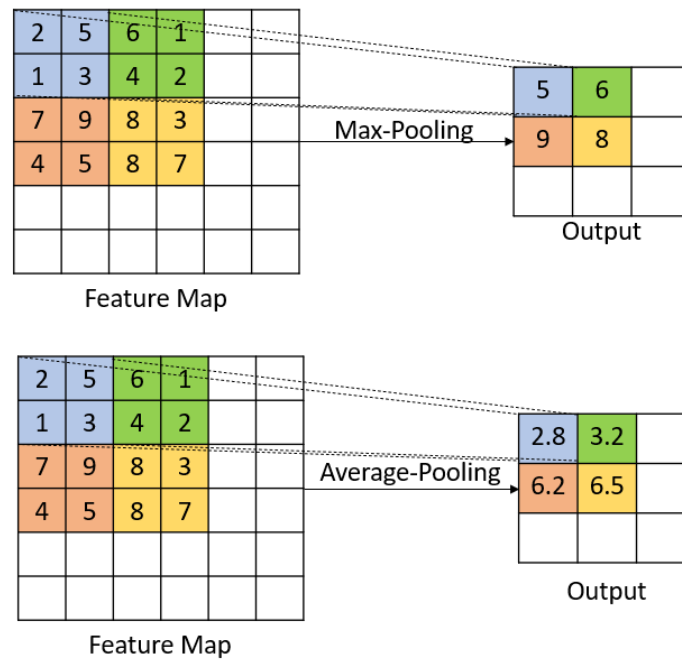 2 5 6 1
1 3 4 2
7 9 8 3
4 5 8 7
Feature Map
Max-Pooling
5 6
9 8
Output
2 5 6 1
1 3 4 2
7 9 8 3
4 5 8 7
Feature Map
Average-Pooling
2.8 3.2
6.2 6.5
Output